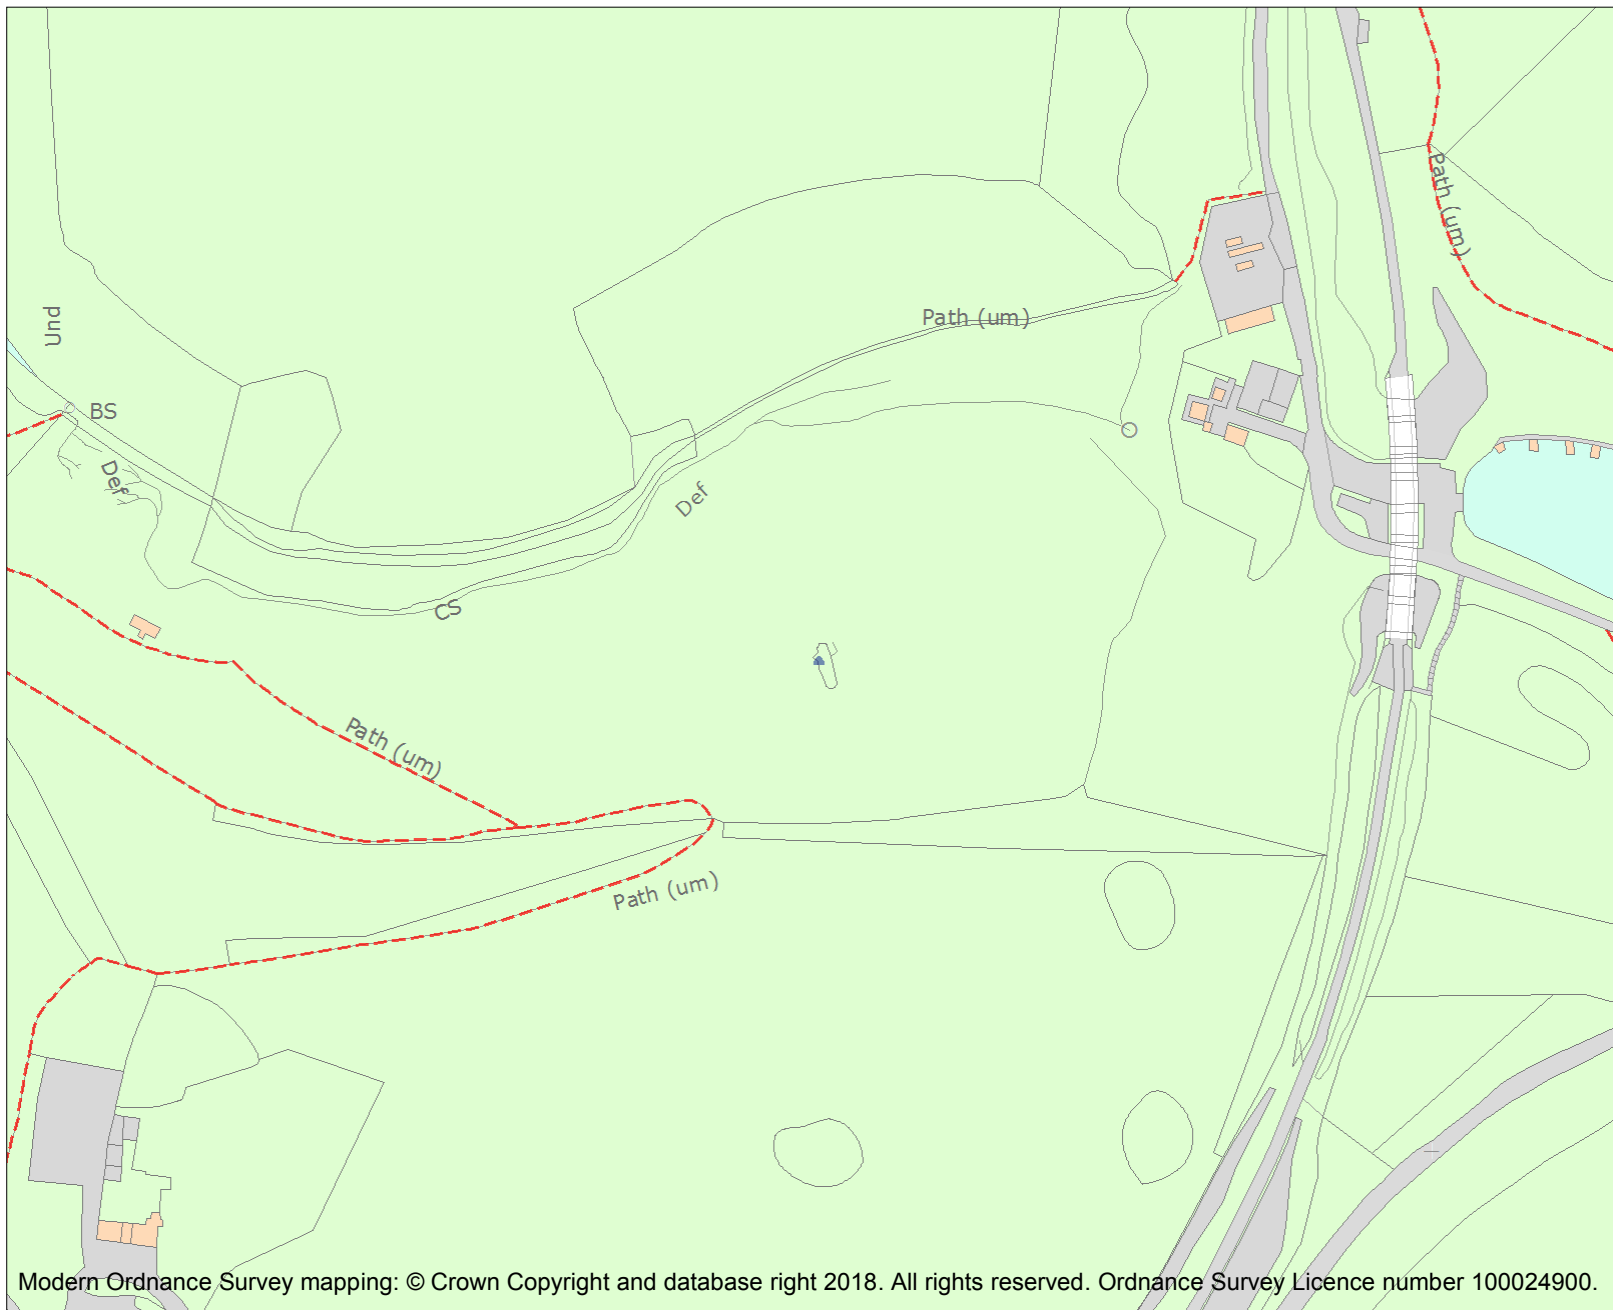 Path (um)
Und
Path (um)
BS
Def
Def
CS
Path (um)
Path (um)
Modern Ordnance Survey mapping: © Crown Copyright and database right 2018. All rights reserved. Ordnance Survey Licence number 100024900.